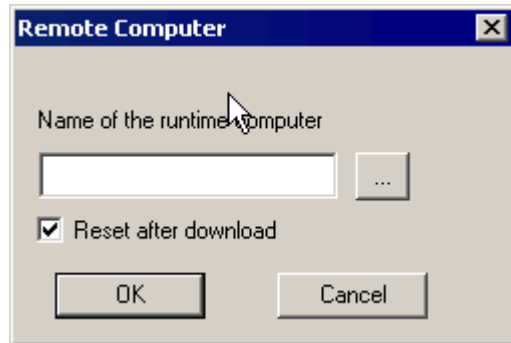 Remote Computer
Name of the runtime computer
...
Reset after download
OK
Cancel